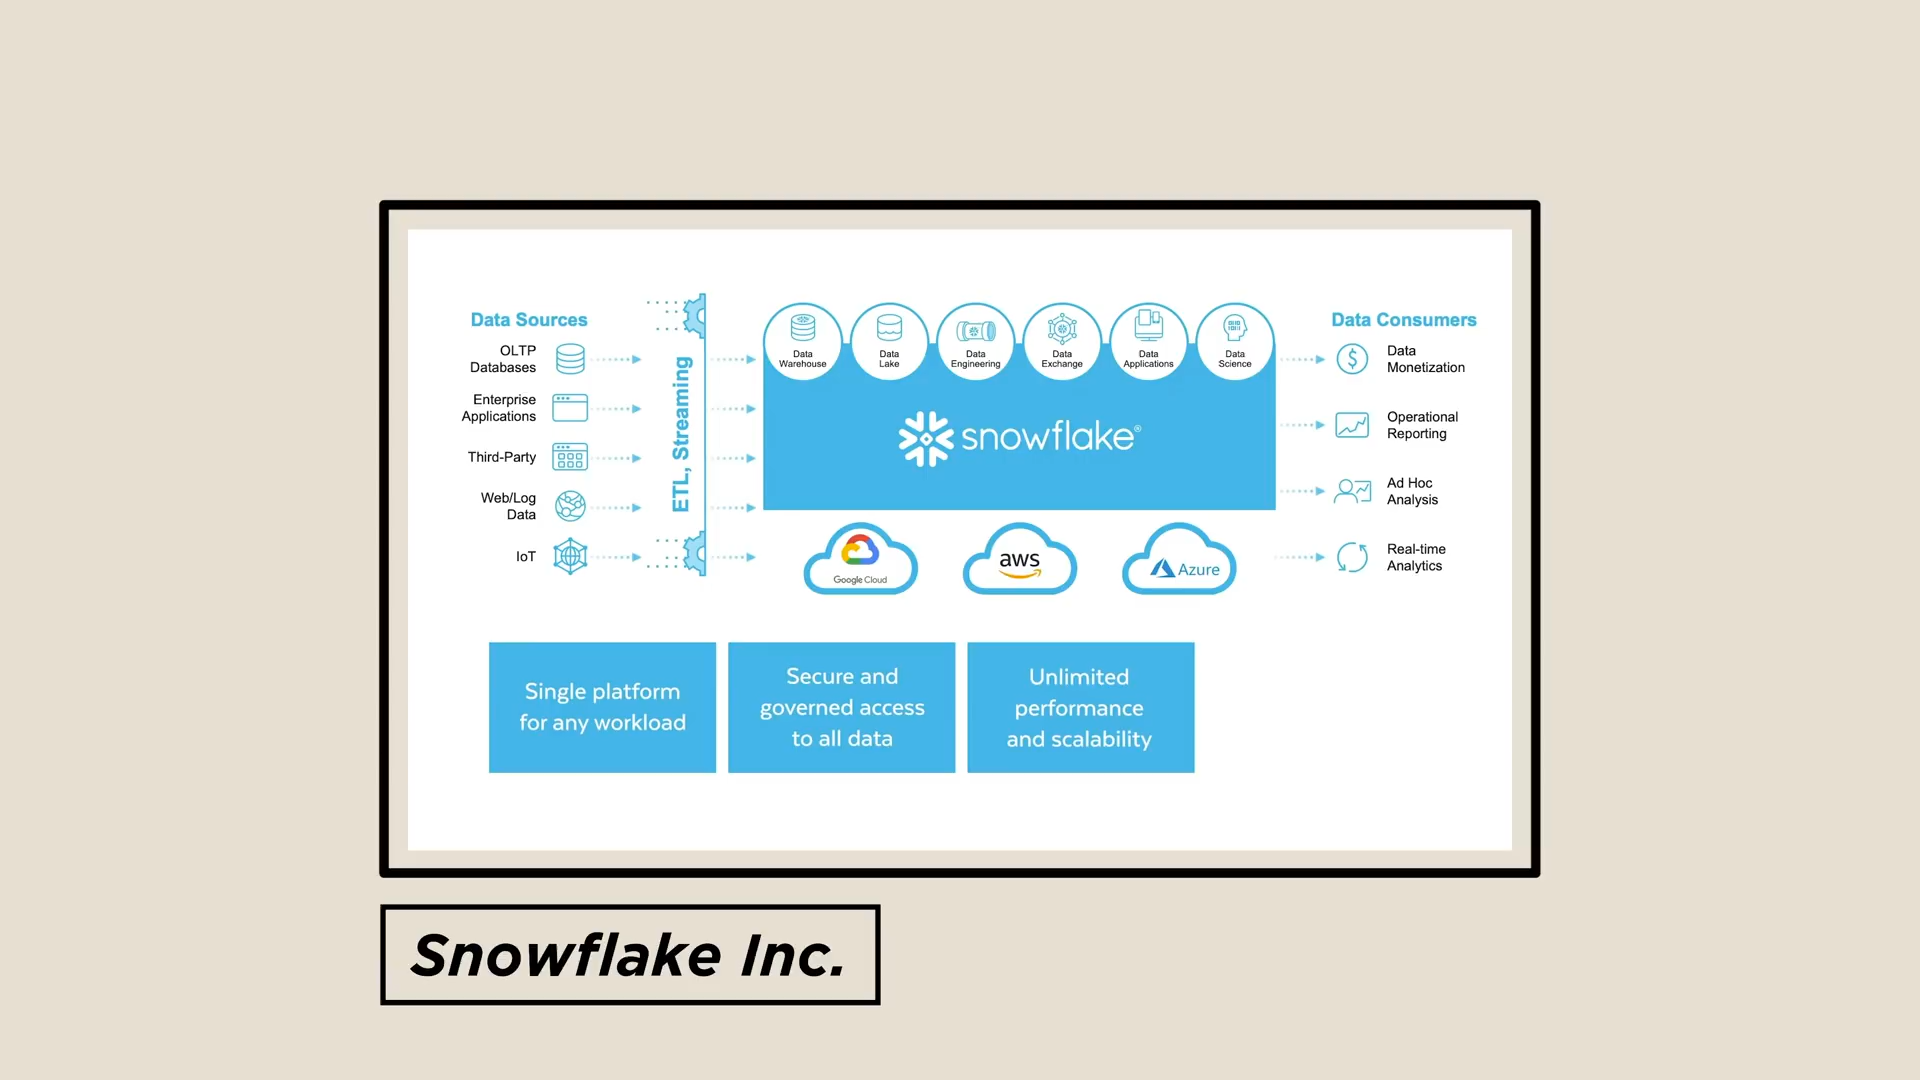 Data Sources
OLTP
Databases
Enterprise
Applications
Third-Party
Web/Log
Data
IoT
ETL, Streaming
Data
Warehouse
Data
Lake
Data
Engineering
Data
Exchange
Data
Applications
Data
Science
snowflake®
Google Cloud
aws
Azure
Data Consumers
Data
Monetization
Operational
Reporting
Ad Hoc
Analysis
Real-time
Analytics
Single platform
for any workload
Secure and
governed access
to all data
Unlimited
performance
and scalability
Snowflake Inc.